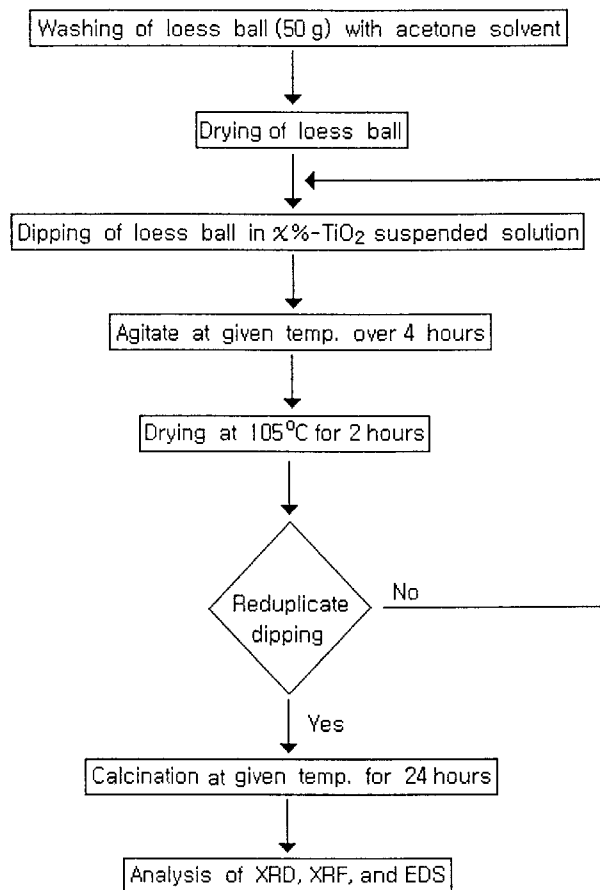 Washing of loess ball (50 g) with acetone solvent
Drying of loess ball
Dipping of loess ball in χ%-TiO₂ suspended solution
Agitate at given temp. over 4 hours
Drying at 105°C for 2 hours
Reduplicate
dipping
No
Yes
Calcination at given temp. for 24 hours
Analysis of XRD, XRF, and EDS